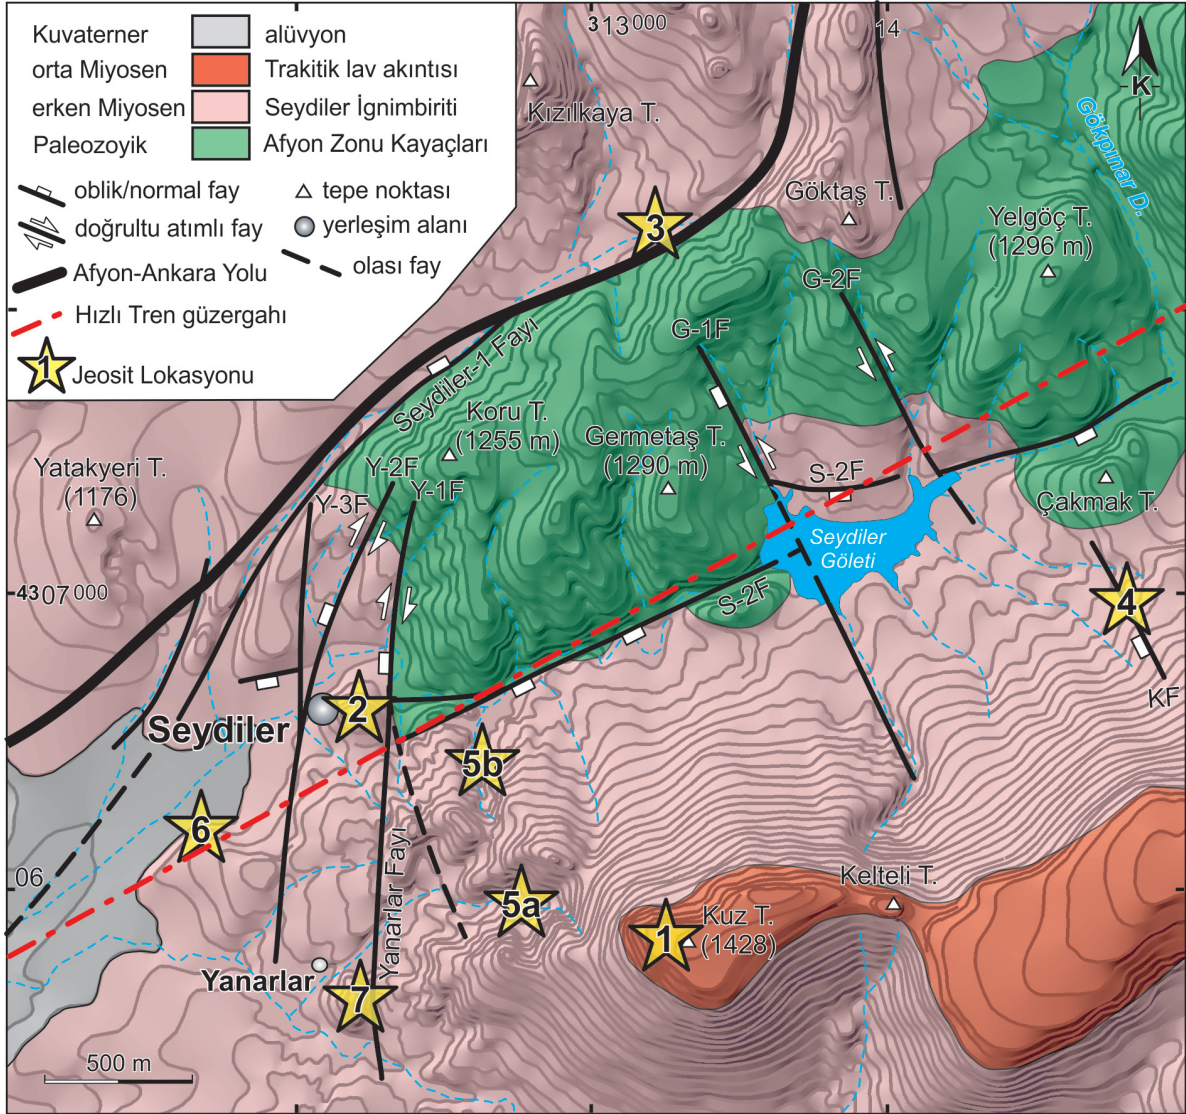 Kuvaterner alüvyon
orta Miyosen Trakitik lav akıntısı
erken Miyosen Seydiler İgnimbiriti
Paleozoyik Afyon Zonu Kayaçları
oblik/normal fay
tepe noktası
doğrultu atımlı fay
yerleşim alanı
Afyon-Ankara Yolu
olası fay
Hızlı Tren güzergahı
1
Jeosit Lokasyonu
313000
14
K
Kızılkaya T.
Gökpınar D.
Göktaş T.
Yelgöç T.
(1296 m)
3
G-2F
G-1F
Seydiler-1 Fayı
Koru T.
(1255 m)
Germetaş T.
(1290 m)
Yatakyeri T.
(1176)
Y-2F
Y-1F
Y-3F
S-2F
Çakmak T.
Seydiler
Göleti
4307000
S-2F
4
KF
2
Seydiler
5b
6
06
Yanarlar Fayı
5a
Kelteli T.
1
Kuz T.
(1428)
Yanarlar
7
500 m